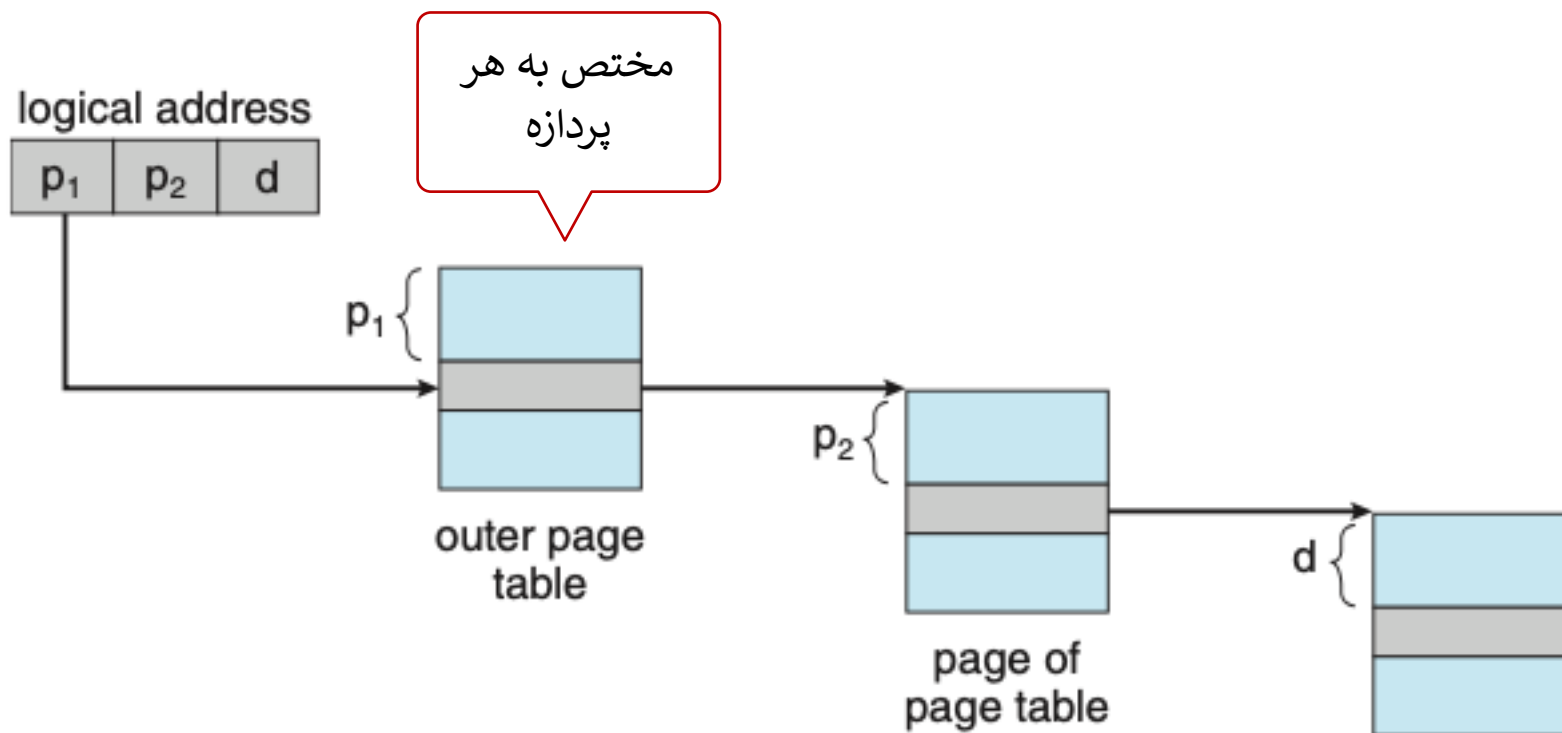 مختص به هر
پردازه
logical address
p₁ p₂ d
p₁
outer page
table
p₂
page of
page table
d